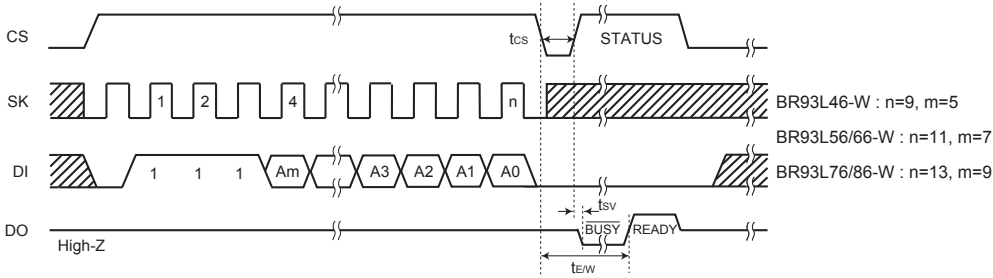 CS
tcs
STATUS
SK
1
2
4
n
BR93L46-W : n=9, m=5
BR93L56/66-W : n=11, m=7
DI
1
1
1
Am
A3
A2
A1
A0
BR93L76/86-W : n=13, m=9
tsv
DO
BUSY
READY
High-Z
tE/W